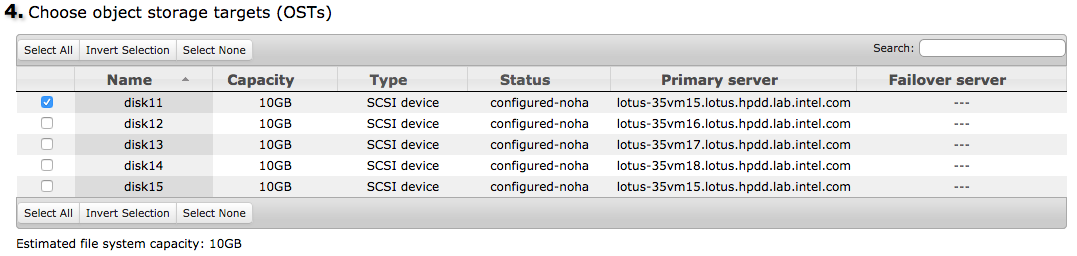 4. Choose object storage targets (OSTs)
Select All Invert Selection Select None Search:
Name Capacity Type Status Primary server Failover server
disk11 10GB SCSI device configured-noha lotus-35vm15.lotus.hpdd.lab.intel.com ---
disk12 10GB SCSI device configured-noha lotus-35vm16.lotus.hpdd.lab.intel.com ---
disk13 10GB SCSI device configured-noha lotus-35vm17.lotus.hpdd.lab.intel.com ---
disk14 10GB SCSI device configured-noha lotus-35vm18.lotus.hpdd.lab.intel.com ---
disk15 10GB SCSI device configured-noha lotus-35vm15.lotus.hpdd.lab.intel.com ---
Select All Invert Selection Select None
Estimated file system capacity: 10GB